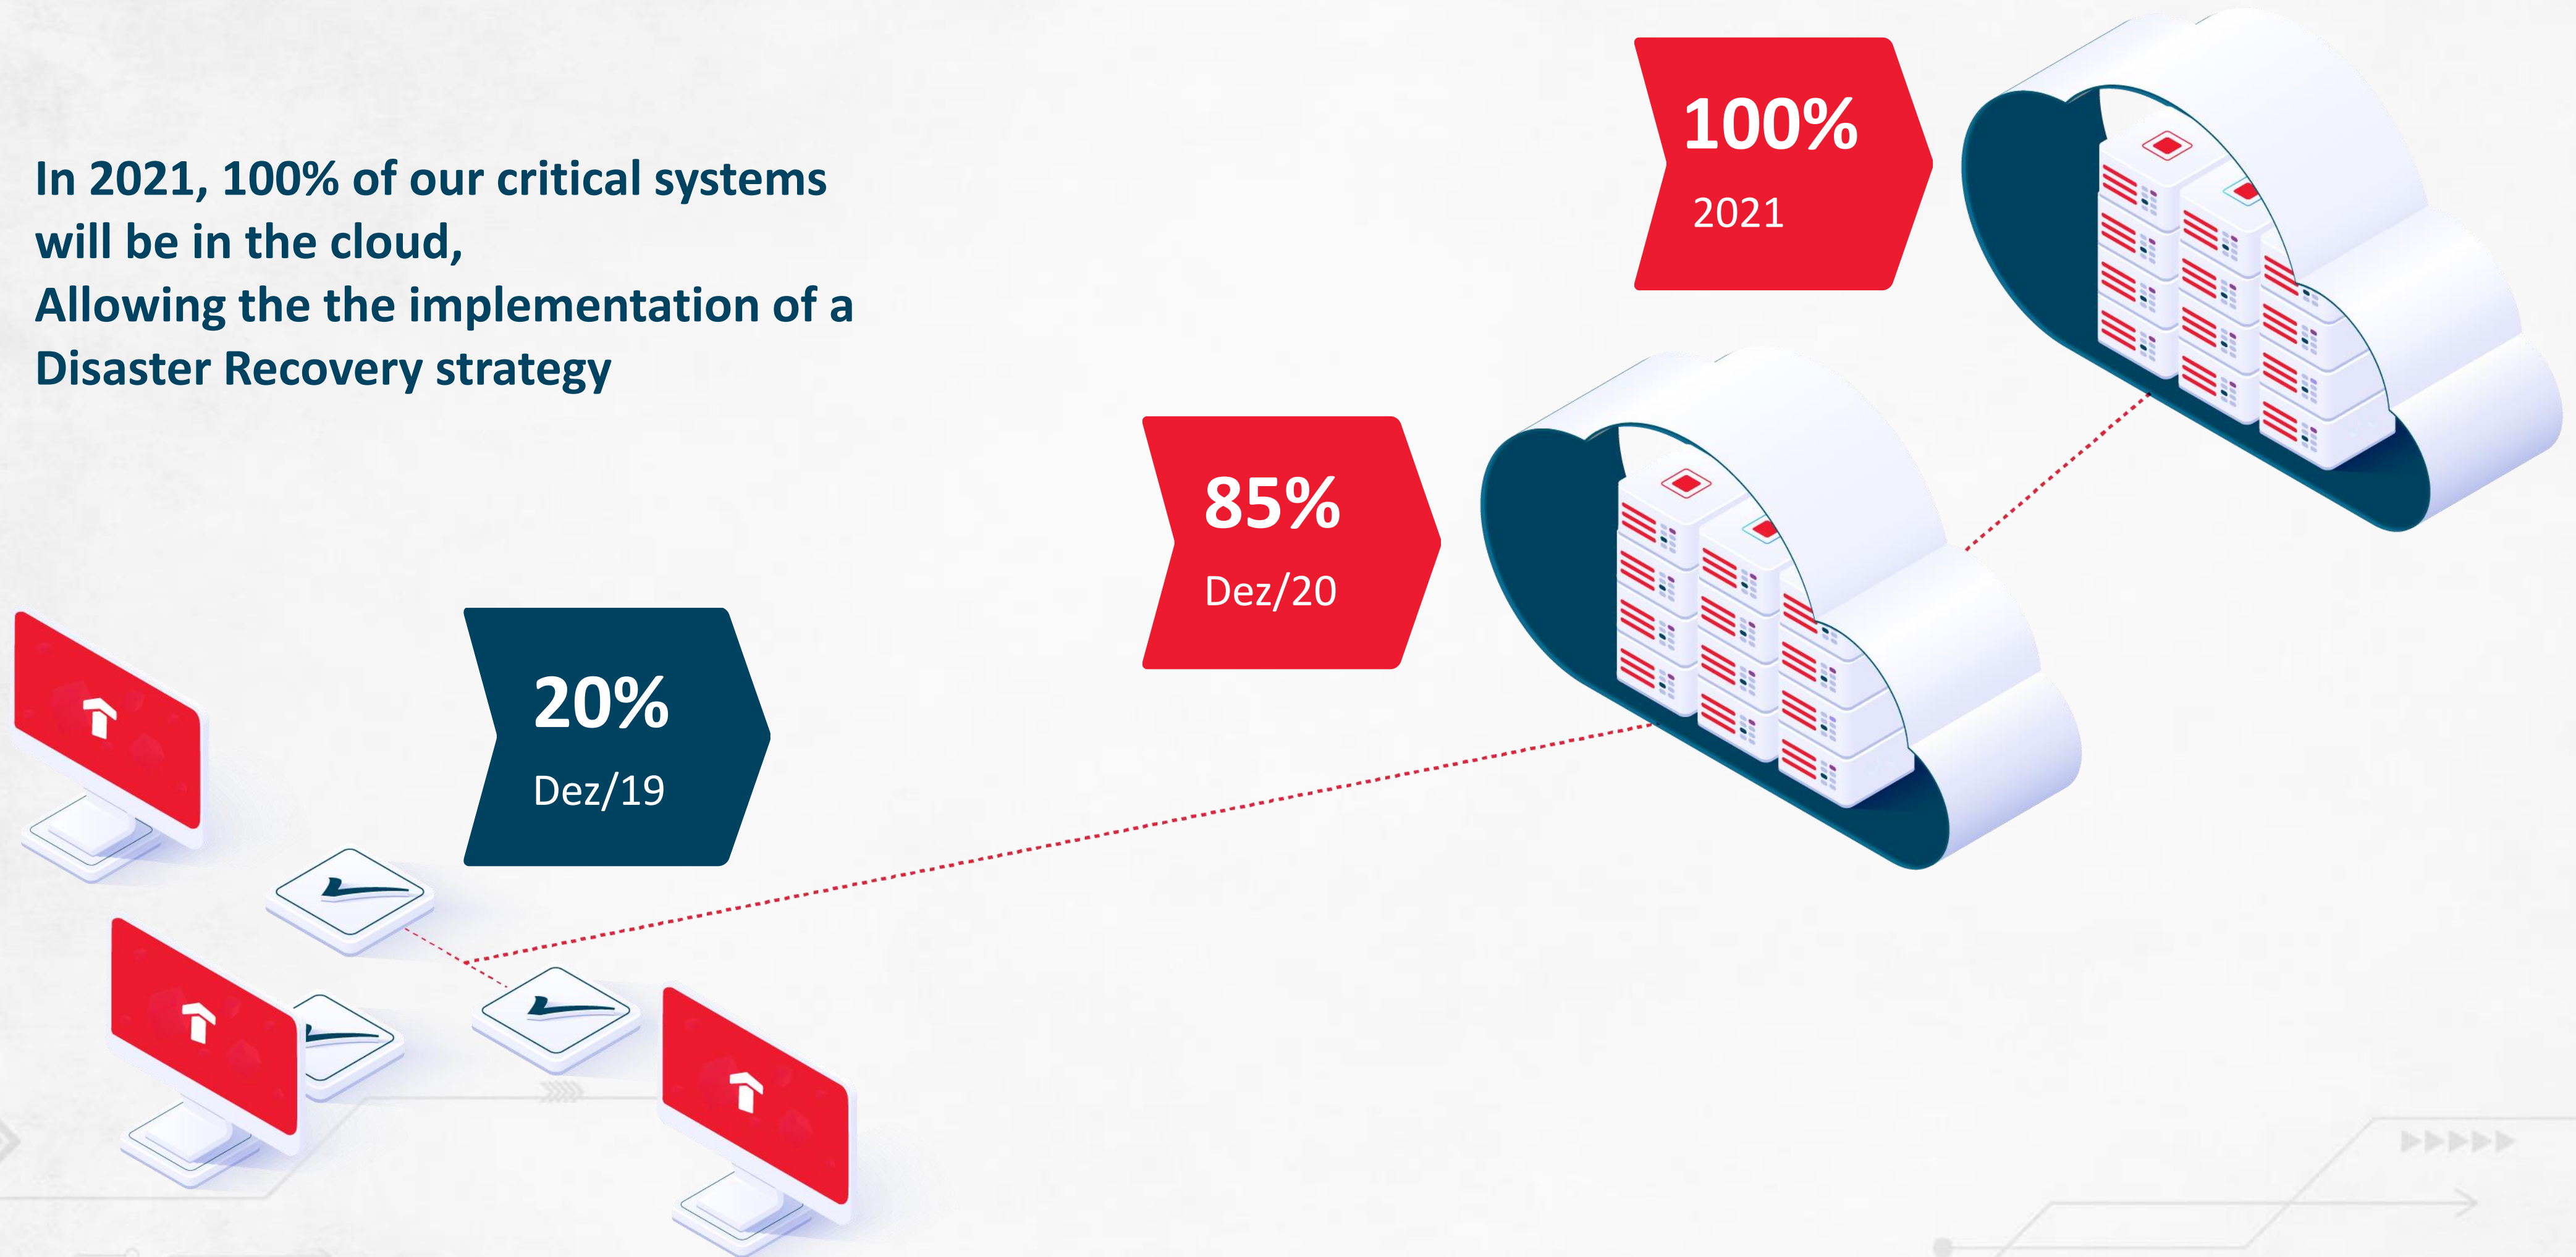 In 2021, 100% of our critical systems
will be in the cloud,
Allowing the the implementation of a
Disaster Recovery strategy
100%
2021
85%
Dez/20
20%
Dez/19